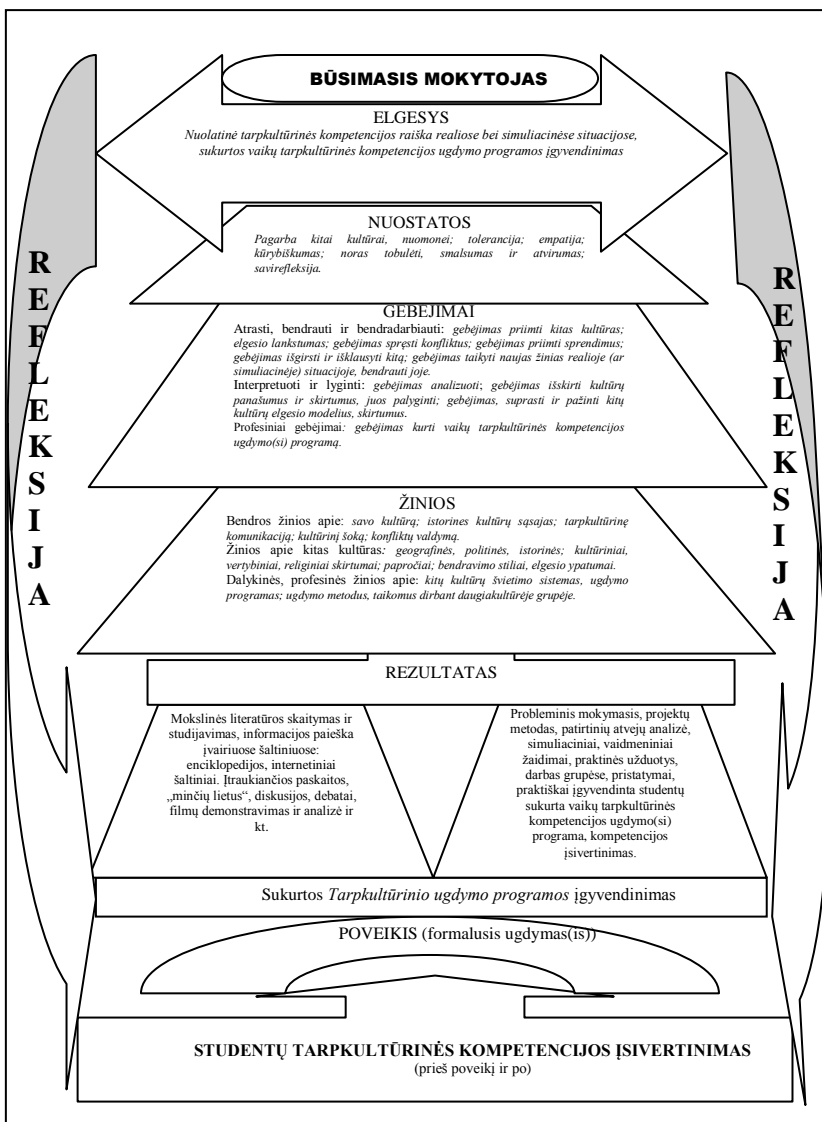 BŪSIMASIS MOKYTOJAS
ELGESYS
Nuolatinė tarpkultūrinės kompetencijos raiška realiose bei simuliacinėse situacijose,
sukurtos vaikų tarpkultūrinės kompetencijos ugdymo programos įgyvendinimas
NUOSTATOS
Pagarba kitai kultūrai, nuomonei; tolerancija; empatija;
kūrybiškumas; noras tobulėti, smalsumas ir atvirumas;
savirefleksija.
GEBĖJIMAI
Atrasti, bendrauti ir bendradarbiauti: gebėjimas priimti kitas kultūras;
elgesio lankstumas; gebėjimas spręsti konfliktus; gebėjimas priimti sprendimus;
gebėjimas išgirsti ir išklausyti kitą; gebėjimas taikyti naujas žinias realioje (ar
simuliacinėje) situacijoje, bendrauti joje.
Interpretuoti ir lyginti: gebėjimas analizuoti; gebėjimas išskirti kultūrų
panašumus ir skirtumus, juos palyginti; gebėjimas, suprasti ir pažinti kitų
kultūrų elgesio modelius, skirtumus.
Profesiniai gebėjimai: gebėjimas kurti vaikų tarpkultūrinės kompetencijos
ugdymo(si) programą.
ŽINIOS
Bendros žinios apie: savo kultūrą; istorines kultūrų sąsajas; tarpkultūrinę
komunikaciją; kultūrinį šoką; konfliktų valdymą.
Žinios apie kitas kultūras: geografinės, politinės, istorinės; kultūriniai,
vertybiniai, religiniai skirtumai; papročiai; bendravimo stiliai, elgesio ypatumai.
Dalykinės, profesinės žinios apie: kitų kultūrų švietimo sistemas, ugdymo
programas; ugdymo metodus, taikomus dirbant daugiakultūrėje grupėje.
REZULTATAS
Mokslinės literatūros skaitymas ir
studijavimas, informacijos paieška
įvairiuose šaltiniuose:
enciklopedijos, internetiniai
šaltiniai. Įtraukiančios paskaitos,
„minčių lietus“, diskusijos, debatai,
filmų demonstravimas ir analizė ir
kt.
Probleminis mokymasis, projektų
metodas, patirtinių atvejų analizė,
simuliaciniai, vaidmeniniai
žaidimai, praktinės užduotys,
darbas grupėse, pristatymai,
praktiškai įgyvendinta studentų
sukurta vaikų tarpkultūrinės
kompetencijos ugdymo(si)
programa, kompetencijos
įsivertinimas.
Sukurtos Tarpkultūrinio ugdymo programos įgyvendinimas
POVEIKIS (formalusis ugdymas(is))
STUDENTŲ TARPKULTŪRINĖS KOMPETENCIJOS ĮSIVERTINIMAS
(prieš poveikį ir po)
REFLEKSIJA
REFLEKSIJA